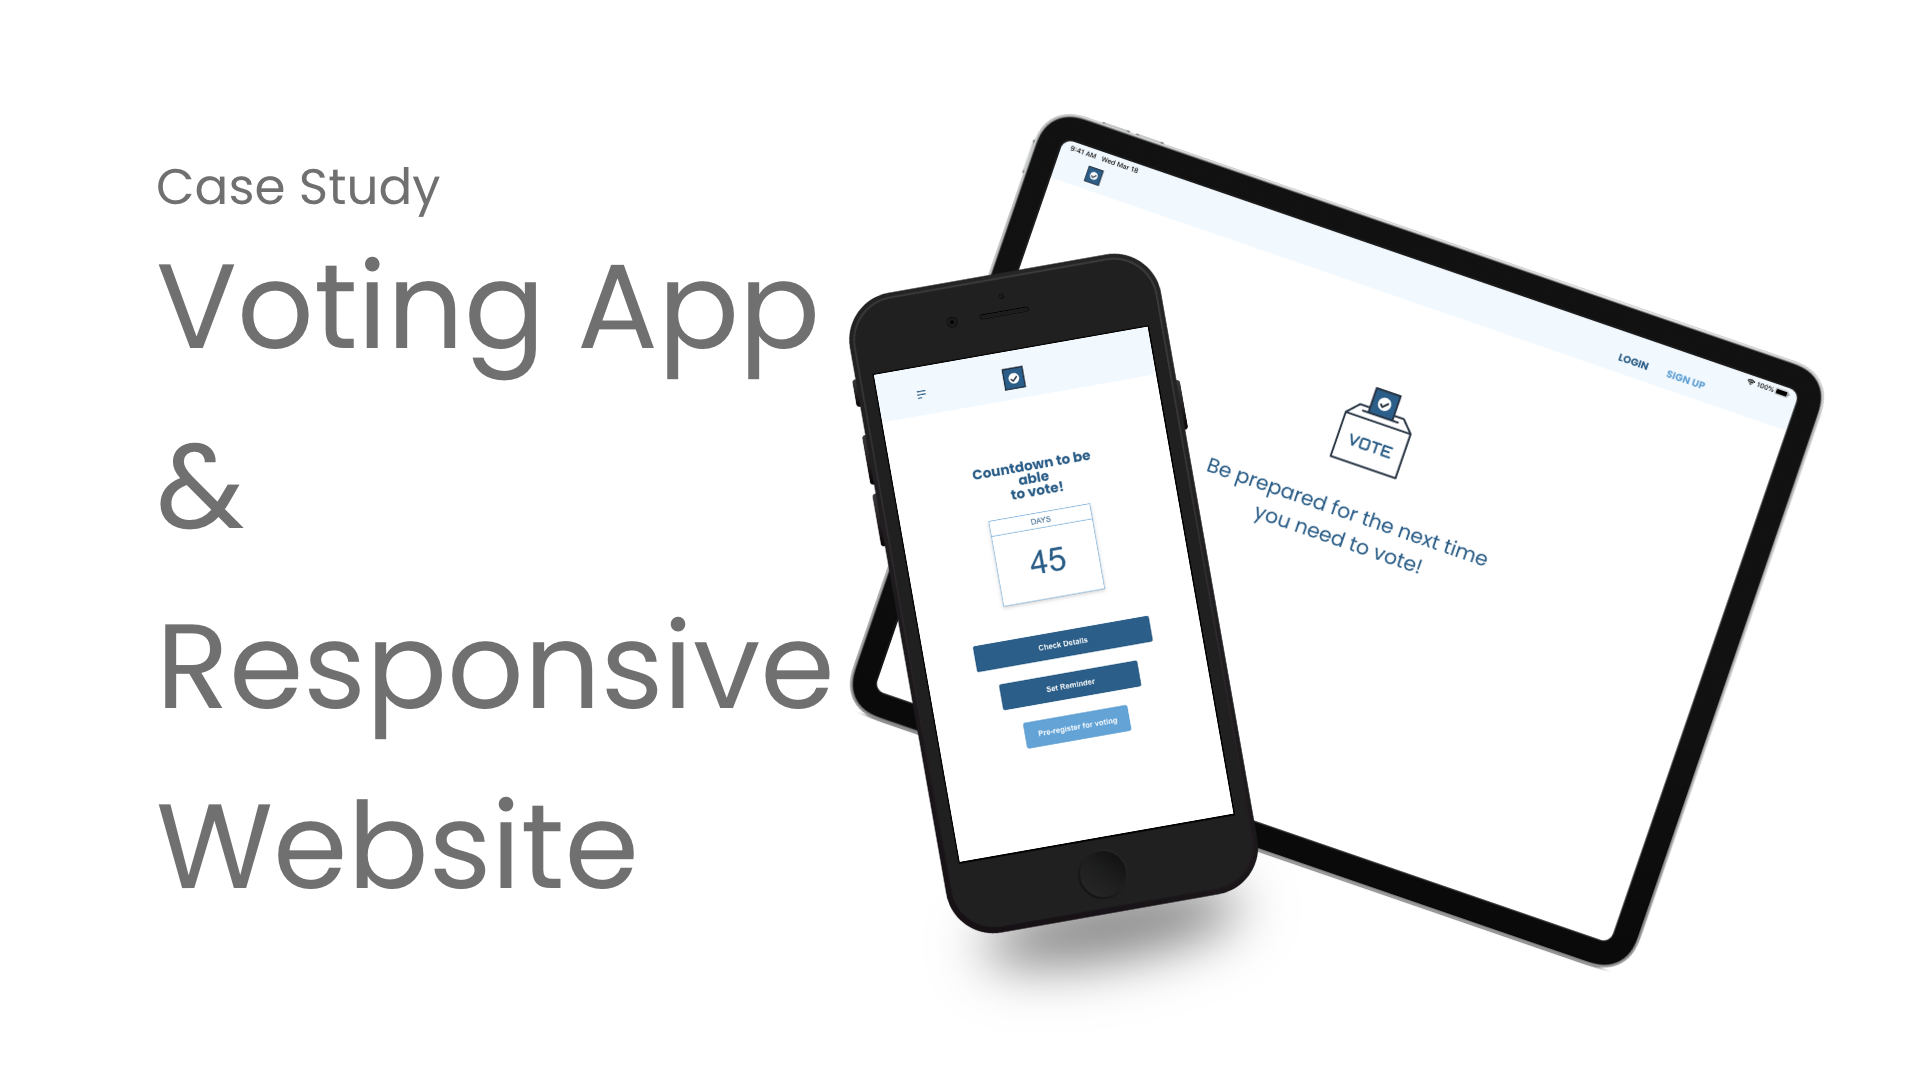 Case Study
Voting App
&
Responsive
Website
9:41 AM Wed Mar 18
LOGIN SIGN UP
100%
VOTE
Be prepared for the next time
you need to vote!
Countdown to be
able
to vote!
DAYS
45
Check Details
Set Reminder
Pre-register for voting